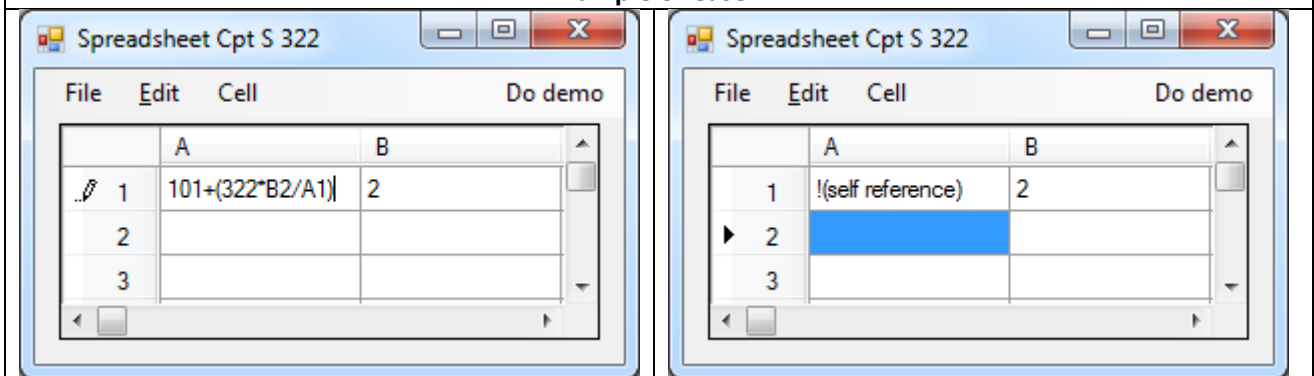 Spreadsheet Cpt S 322
File Edit Cell Do demo
A B
1 101+(322*B2/A1) 2
2
3
Spreadsheet Cpt S 322
File Edit Cell Do demo
A B
1 !(self reference) 2
2
3